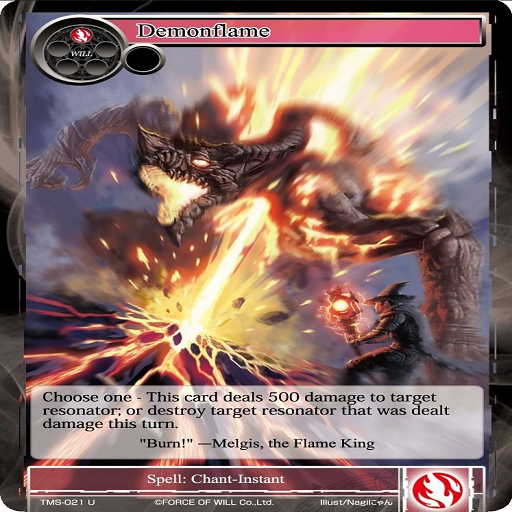 Demonflame
WILL
Choose one - This card deals 500 damage to target
resonator; or destroy target resonator that was dealt
damage this turn.
"Burn!" —Melgis, the Flame King
Spell: Chant-Instant
TMS-021 U ©FORCE OF WILL Co.,Ltd. Illust/Nagiにゃん